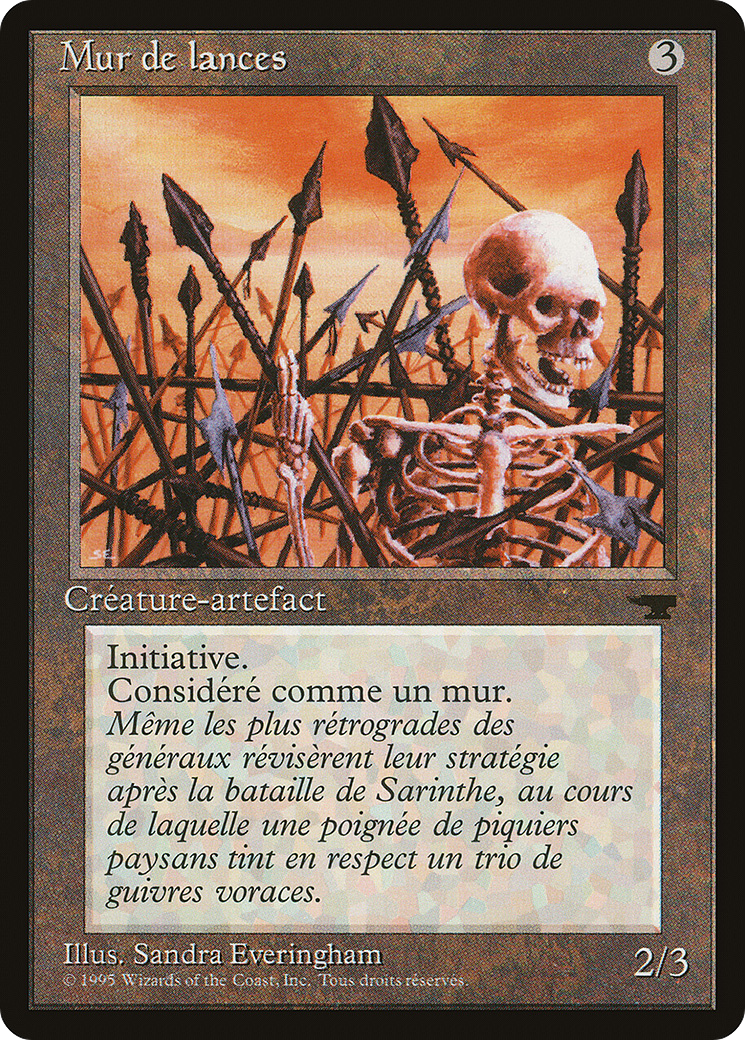 Mur de lances
3
SE
Créature-artefact
Initiative.
Considéré comme un mur.
Même les plus rétrogrades des
généraux révisèrent leur stratégie
après la bataille de Sarinthe, au cours
de laquelle une poignée de piquiers
paysans tint en respect un trio de
guivres voraces.
Illus. Sandra Everingham
2/3
© 1995 Wizards of the Coast, Inc. Tous droits réservés.